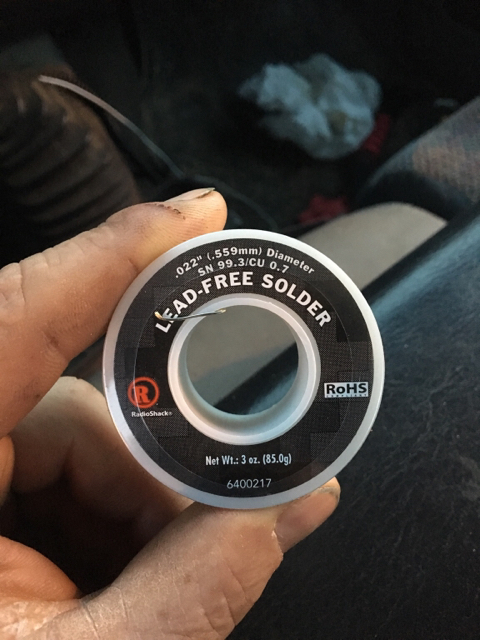 .022" (.559mm) Diameter
SN 99.3/CU 0.7
LEAD-FREE SOLDER
R
RadioShack®
RoHS
Net Wt.: 3 oz. (85.0g)
6400217